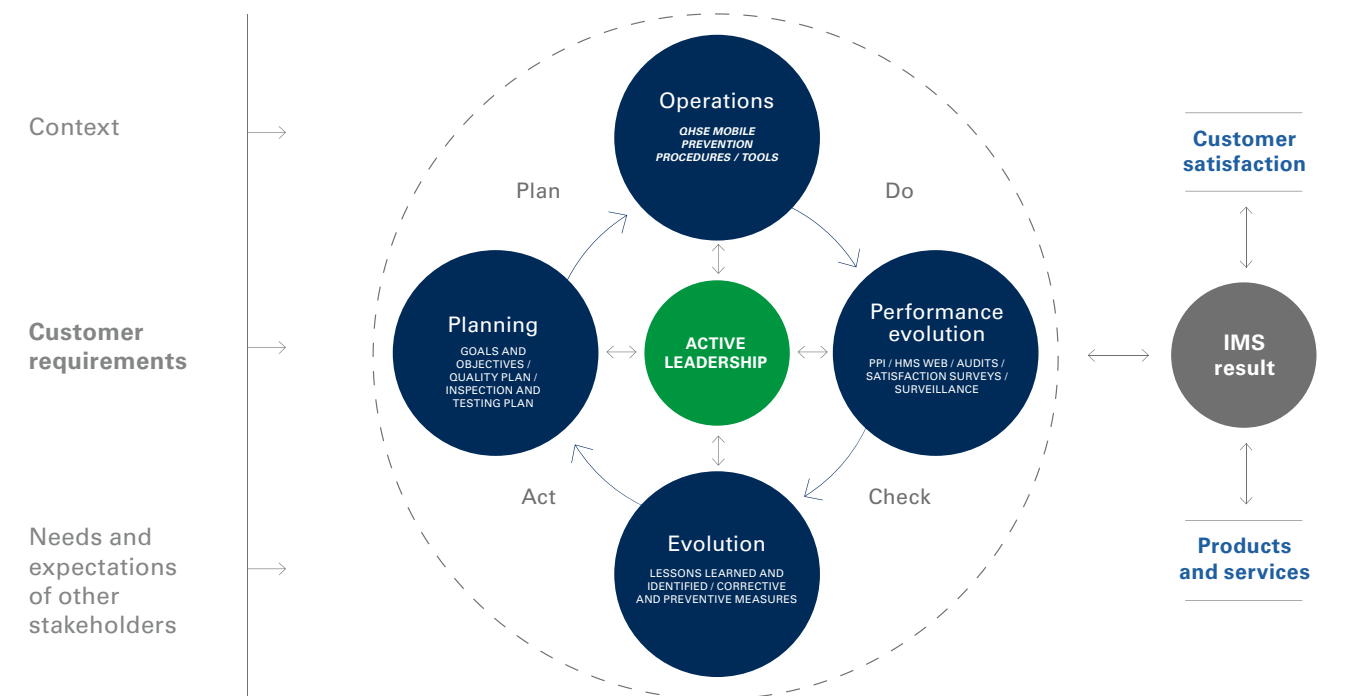 Context
Customer
requirements
Needs and
expectations
of other
stakeholders
Operations
QHSE MOBILE
PREVENTION
PROCEDURES / TOOLS
Plan
Do
Planning
GOALS AND
OBJECTIVES /
QUALITY PLAN /
INSPECTION AND
TESTING PLAN
ACTIVE
LEADERSHIP
Performance
evolution
PPI / HMS WEB / AUDITS /
SATISFACTION SURVEYS /
SURVEILLANCE
Act
Check
Evolution
LESSONS LEARNED AND
IDENTIFIED / CORRECTIVE
AND PREVENTIVE MEASURES
Customer
satisfaction
IMS
result
Products
and services